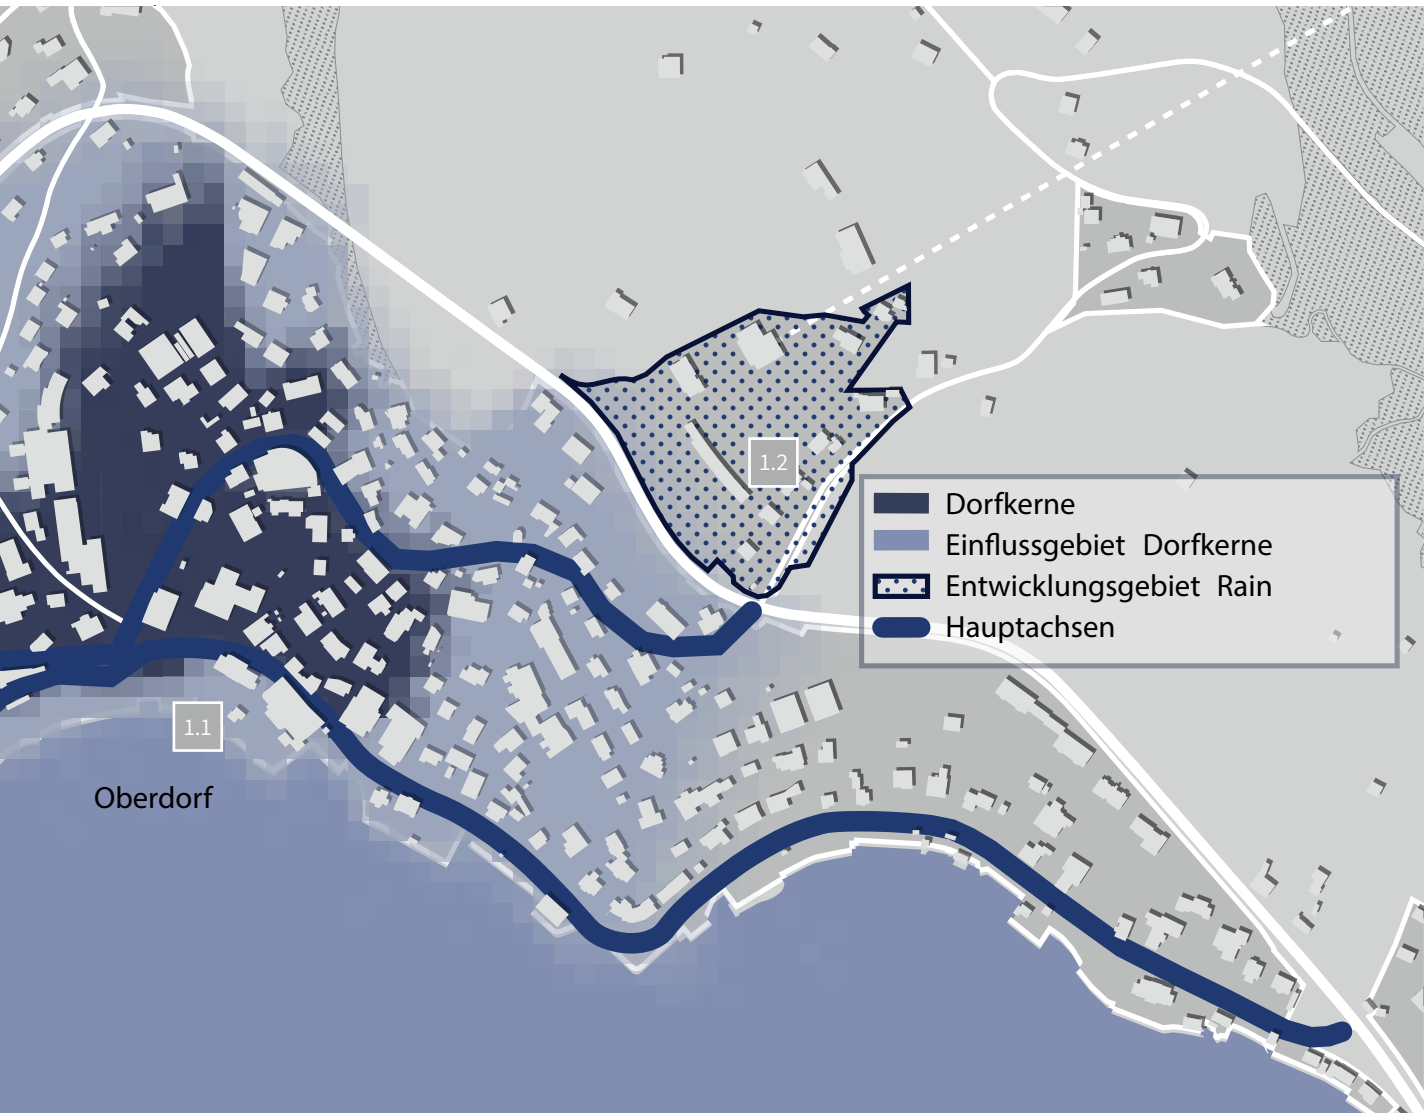 1.2
Dorfkerne
Einflussgebiet Dorfkerne
Entwicklungsgebiet Rain
Hauptachsen
1.1
Oberdorf